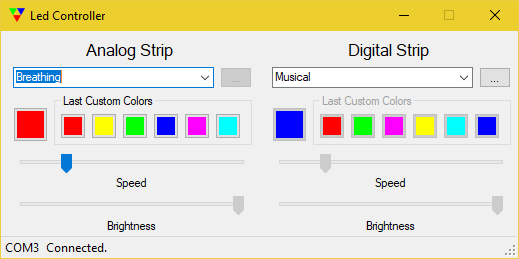 Led Controller
Analog Strip
Digital Strip
Breathing
...
Musical
...
Last Custom Colors
Last Custom Colors
Speed
Speed
Brightness
Brightness
COM3 Connected.